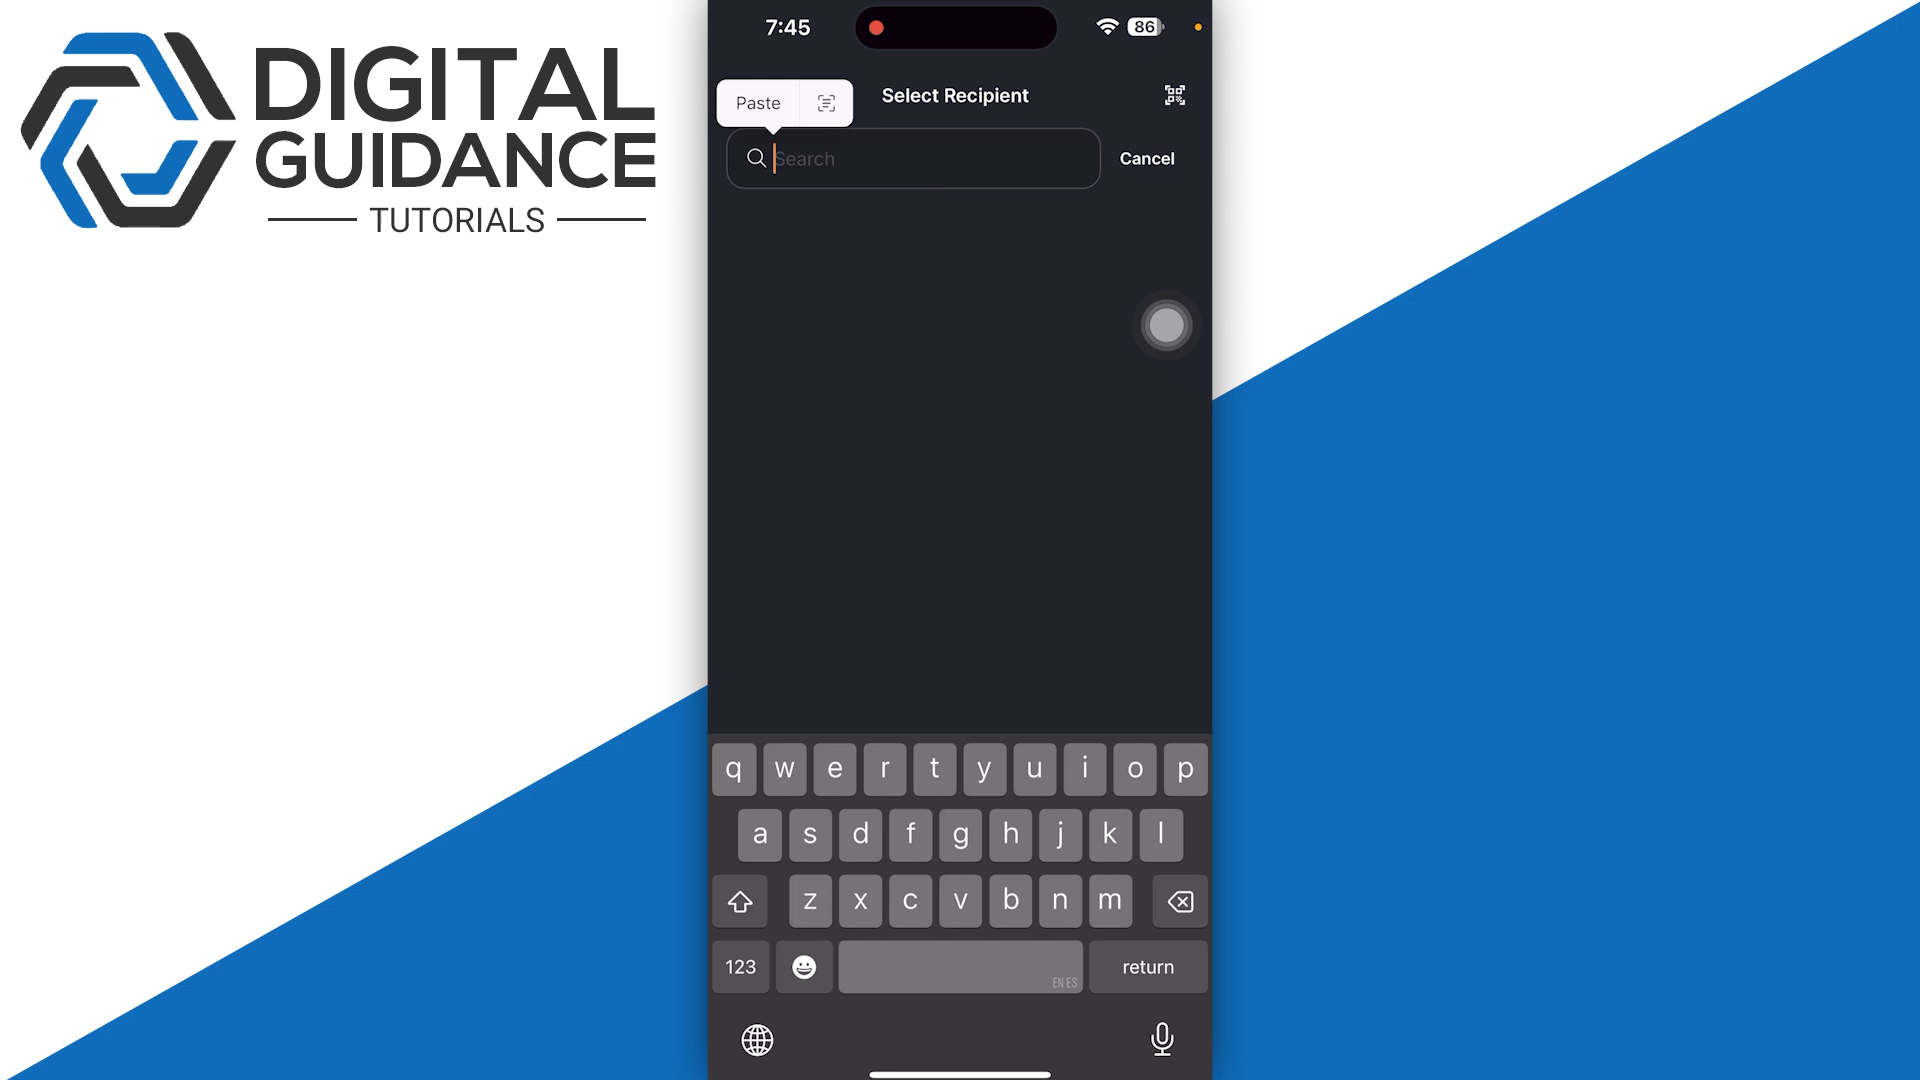 DIGITAL
GUIDANCE
TUTORIALS
7:45
86
Paste
Select Recipient
Search
Cancel
q w e r t y u i o p
a s d f g h j k l
z x c v b n m
123
EN ES
return